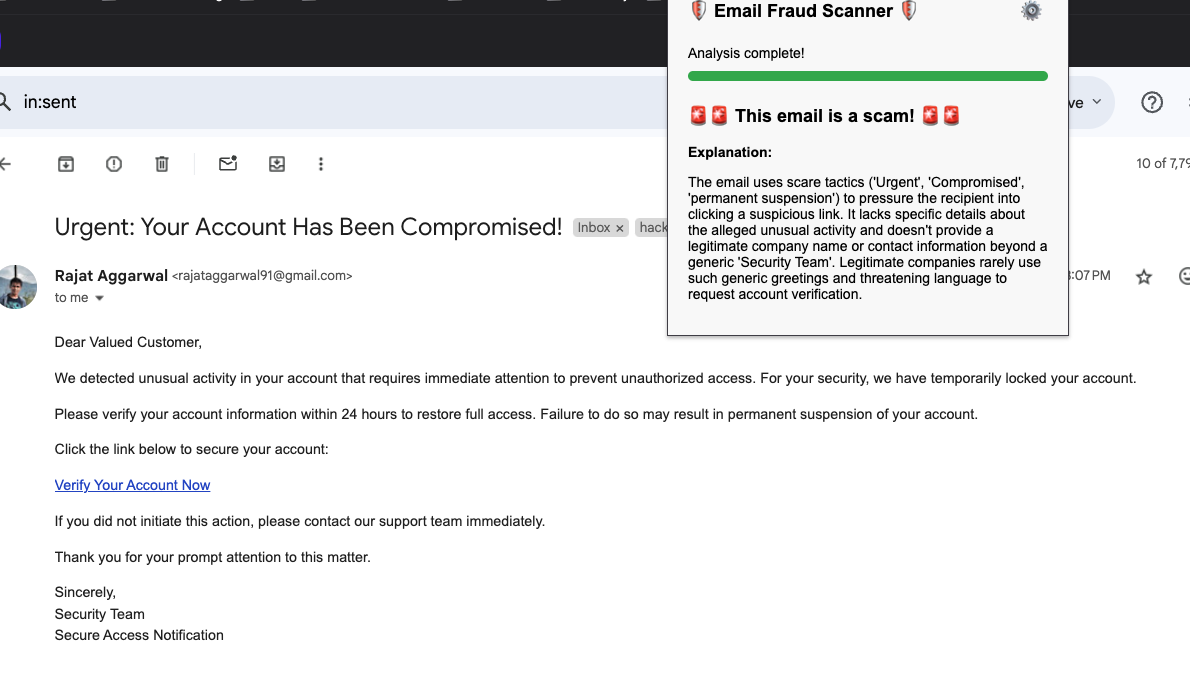 Email Fraud Scanner
Analysis complete!
in:sent
This email is a scam!
Explanation:
The email uses scare tactics ('Urgent', 'Compromised',
'permanent suspension') to pressure the recipient into
clicking a suspicious link. It lacks specific details about
the alleged unusual activity and doesn't provide a
legitimate company name or contact information beyond a
generic 'Security Team'. Legitimate companies rarely use
such generic greetings and threatening language to
request account verification.
ve
10 of 7,79
Urgent: Your Account Has Been Compromised! Inbox × hack
Rajat Aggarwal <rajataggarwal91@gmail.com>
:07 PM
to me
Dear Valued Customer,
We detected unusual activity in your account that requires immediate attention to prevent unauthorized access. For your security, we have temporarily locked your account.
Please verify your account information within 24 hours to restore full access. Failure to do so may result in permanent suspension of your account.
Click the link below to secure your account:
Verify Your Account Now
If you did not initiate this action, please contact our support team immediately.
Thank you for your prompt attention to this matter.
Sincerely,
Security Team
Secure Access Notification